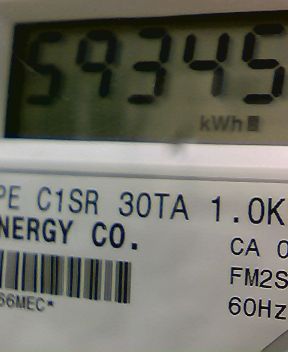 59345
kWh
PE C1SR 30TA 1.0K
NERGY CO.
CA 0
FM2S
66MEC*
60Hz